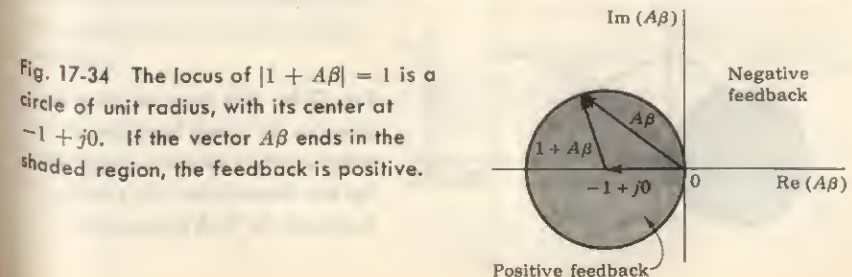 Fig. 17-34 The locus of |1 + Aβ| = 1 is a
circle of unit radius, with its center at
−1 + j0. If the vector Aβ ends in the
shaded region, the feedback is positive.
Im (Aβ)
Negative
feedback
Aβ
1 + Aβ
−1 + j0
0
Re (Aβ)
Positive feedback